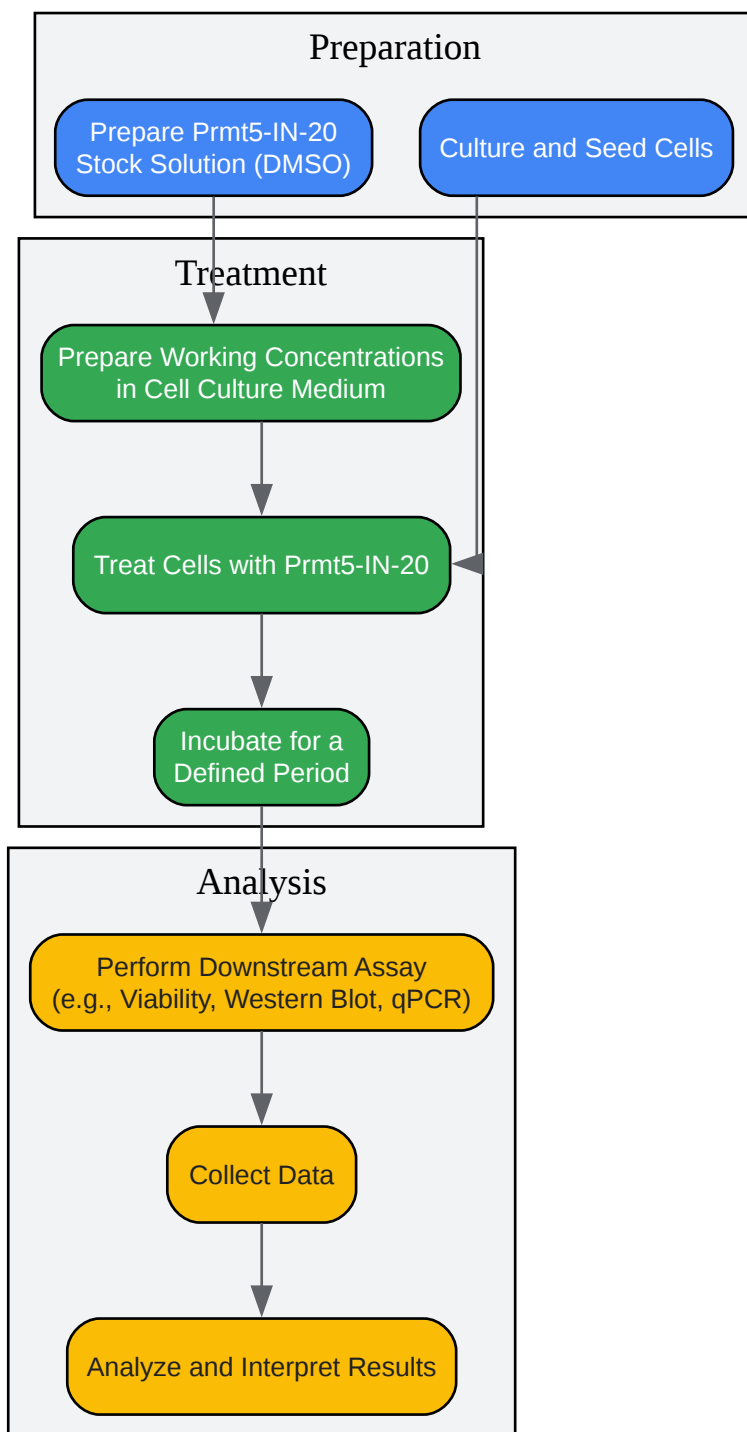 Preparation
Prepare Prmt5-IN-20
Stock Solution (DMSO)
Culture and Seed Cells
Treatment
Prepare Working Concentrations
in Cell Culture Medium
Treat Cells with Prmt5-IN-20
Incubate for a
Defined Period
Analysis
Perform Downstream Assay
(e.g., Viability, Western Blot, qPCR)
Collect Data
Analyze and Interpret Results